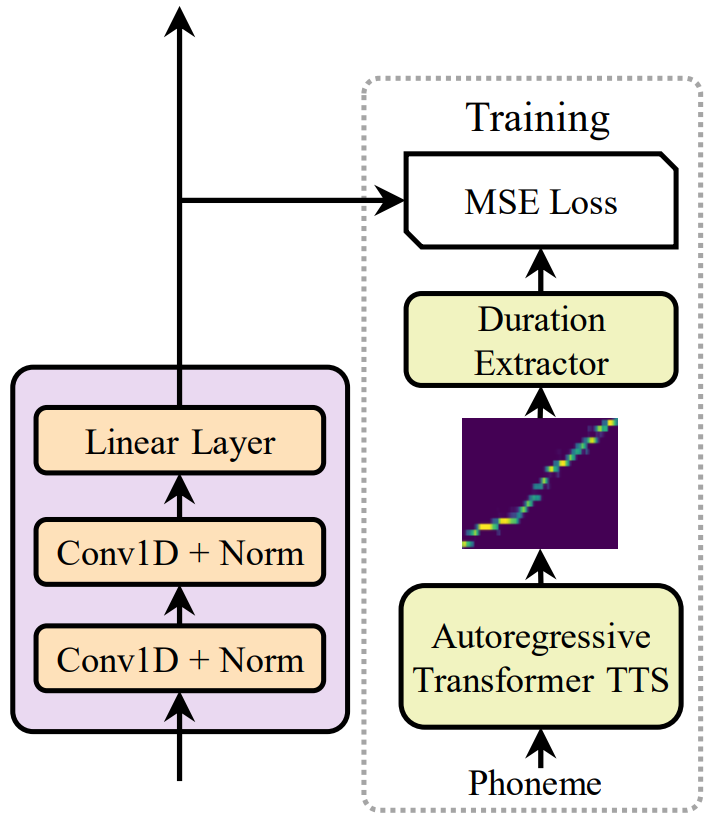 Training
MSE Loss
Duration
Extractor
Linear Layer
Conv1D + Norm
Conv1D + Norm
Autoregressive
Transformer TTS
Phoneme